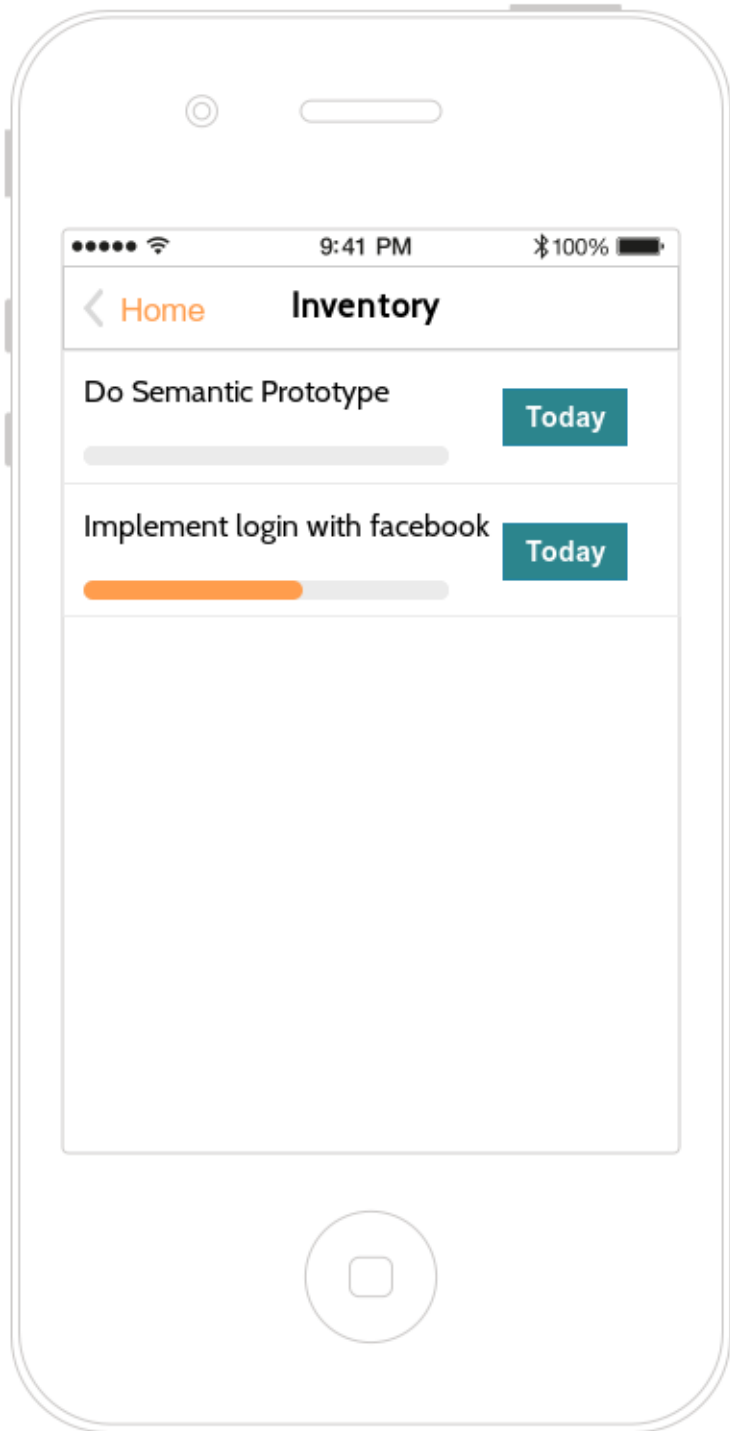 9:41 PM 100%
Home Inventory
Do Semantic Prototype
Today
Implement login with facebook
Today